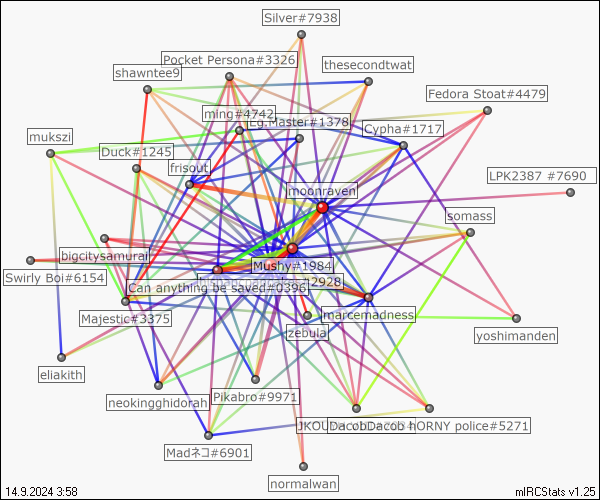 Silver#7938
Pocket Persona#3326
thesecondtwat
shawntee9
Fedora Stoat#4479
ming#4742
Eg.Master#1378
Cypha#1717
mukszi
Duck#1245
frisout
LPK2387 #7690
moonraven
somass
bigcitysamurai
Mushy#1984
Swirly Boi#6154
2928
Can anything be saved#0396
Majestic#3375
marcemadness
zebula
yoshimanden
eliakith
neokingghidorah
Pikabro#9971
hORNY police#5271
Madネコ#6901
normalwan
14.9.2024 3:58
mIRCStats v1.25